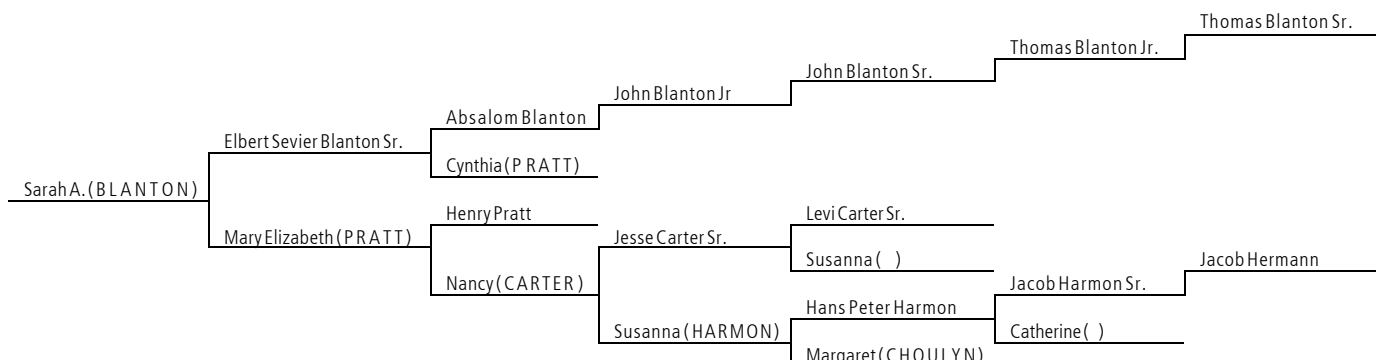 Thomas Blanton Sr.
Thomas Blanton Jr.
John Blanton Sr.
John Blanton Jr
Absalom Blanton
Elbert Sevier Blanton Sr.
Cynthia (PRATT)
Sarah A. (BLANTON)
Henry Pratt
Levi Carter Sr.
Mary Elizabeth (PRATT)
Jesse Carter Sr.
Susanna ( )
Jacob Hermann
Nancy (CARTER)
Jacob Harmon Sr.
Hans Peter Harmon
Susanna (HARMON)
Catherine ( )
Margaret (CHOULYN)